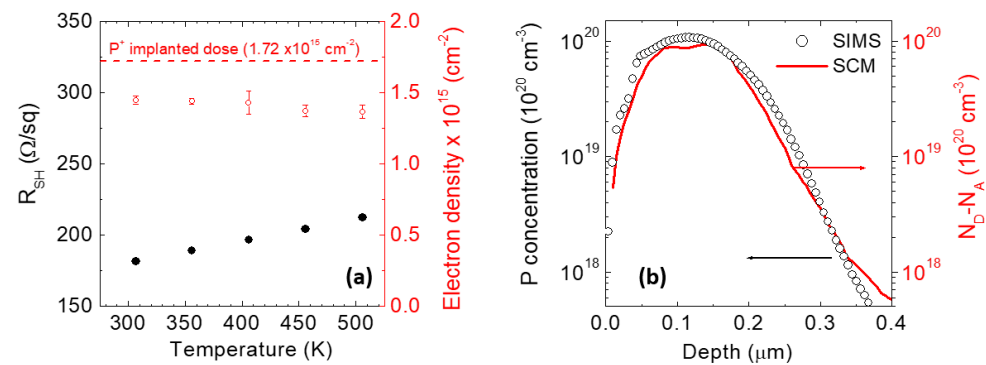 350
300
250
200
150
R_SH (Ω/sq)
P⁺ implanted dose (1.72 x10¹⁵ cm⁻²)
(a)
2.0
1.5
1.0
0.5
0.0
Electron density x 10¹⁵ (cm⁻²)
300 350 400 450 500
Temperature (K)
10²⁰
10¹⁹
10¹⁸
P concentration (10²⁰ cm⁻³)
SIMS
SCM
(b)
10²⁰
10¹⁹
10¹⁸
N_D-N_A (10²⁰ cm⁻³)
0.0 0.1 0.2 0.3 0.4
Depth (μm)